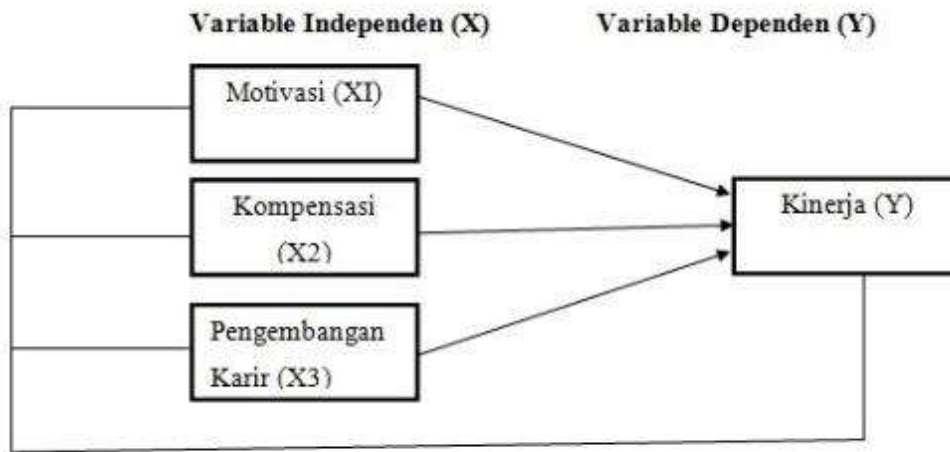 Variable Independen (X)
Variable Dependen (Y)
Motivasi (XI)
Kompensasi
(X2)
Pengembangan
Karir (X3)
Kinerja (Y)